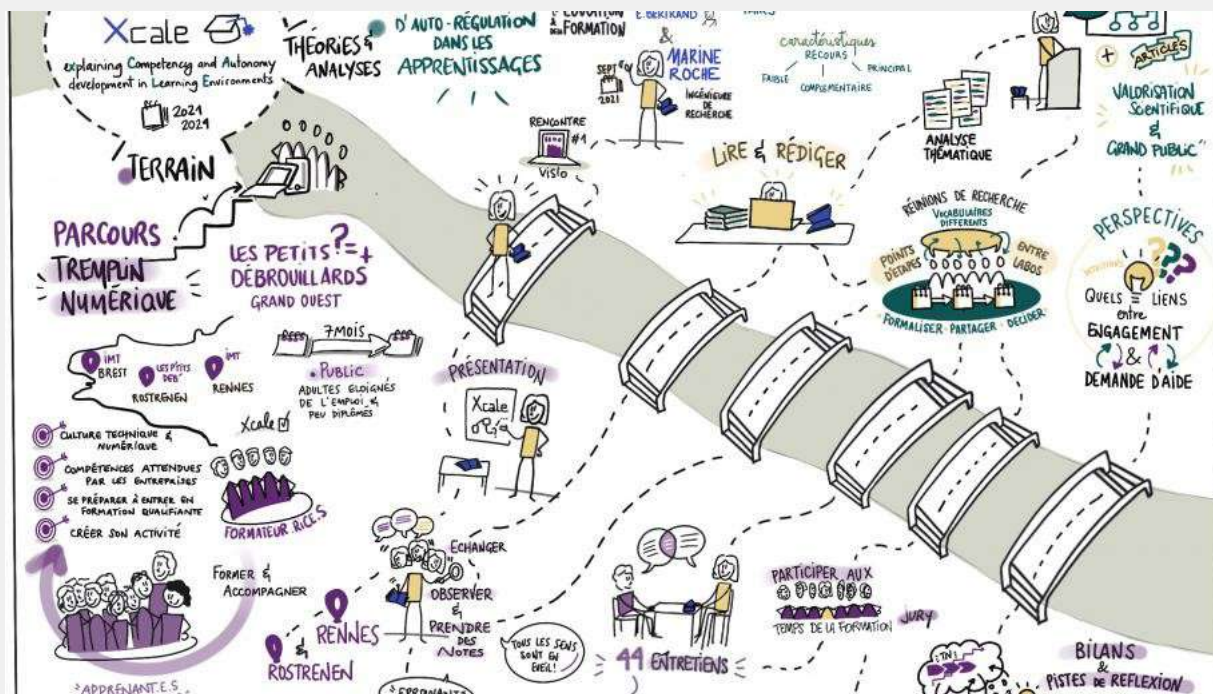 Xcale
explaining Competency and Autonomy
development in Learning Environments
2021
2024
THÉORIES &
ANALYSES
D'AUTO-RÉGULATION
DANS LES
APPRENTISSAGES
FORMATION
E. BERTRAND
&
MARINE
ROCHE
SEPT
2021
INGÉNIEURE
DE
RECHERCHE
caractéristiques
RECOURS
FAIBLE
COMPLÉMENTAIRE
PRINCIPAL
ANALYSE
THÉMATIQUE
+
ARTICLES
VALORISATION
SCIENTIFIQUE
&
GRAND PUBLIC
TERRAIN
RENCONTRE
#1
VISIO
LIRE & RÉDIGER
RÉUNIONS DE RECHERCHE
VOCABULAIRES
DIFFÉRENTS
POINTS
D'ÉTAPES
ENTRE
LABOS
FORMALISER · PARTAGER · DÉCIDER
PERSPECTIVES
???
QUELS = LIENS
entre
ENGAGEMENT
&
DEMANDE D'AIDE
PARCOURS
TREMPLIN
NUMÉRIQUE
LES PETITS ?=+
DÉBROUILLARDS
GRAND OUEST
7 MOIS
• PUBLIC
ADULTES ELOIGNÉS
DE L'EMPLOI &
PEU DIPLÔMÉS
IMT
BREST
LES P'TITS
DEB'
ROSTRENEN
IMT
RENNES
Xcale
CULTURE TECHNIQUE &
NUMÉRIQUE
COMPÉTENCES ATTENDUES
PAR LES ENTREPRISES
SE PRÉPARER À ENTRER EN
FORMATION QUALIFIANTE
CRÉER SON ACTIVITÉ
FORMATEUR.RICE.S
FORMER &
ACCOMPAGNER
APPRENANT.E.S
PRÉSENTATION
Xcale
ECHANGER
OBSERVER
&
PRENDRE
DES
NOTES
RENNES
&
ROSTRENEN
TOUS LES SENS
SONT EN
EVEIL!
44 ENTRETIENS
PARTICIPER AUX
TEMPS DE LA FORMATION
JURY
TN
BILANS
&
PISTES DE REFLEXION